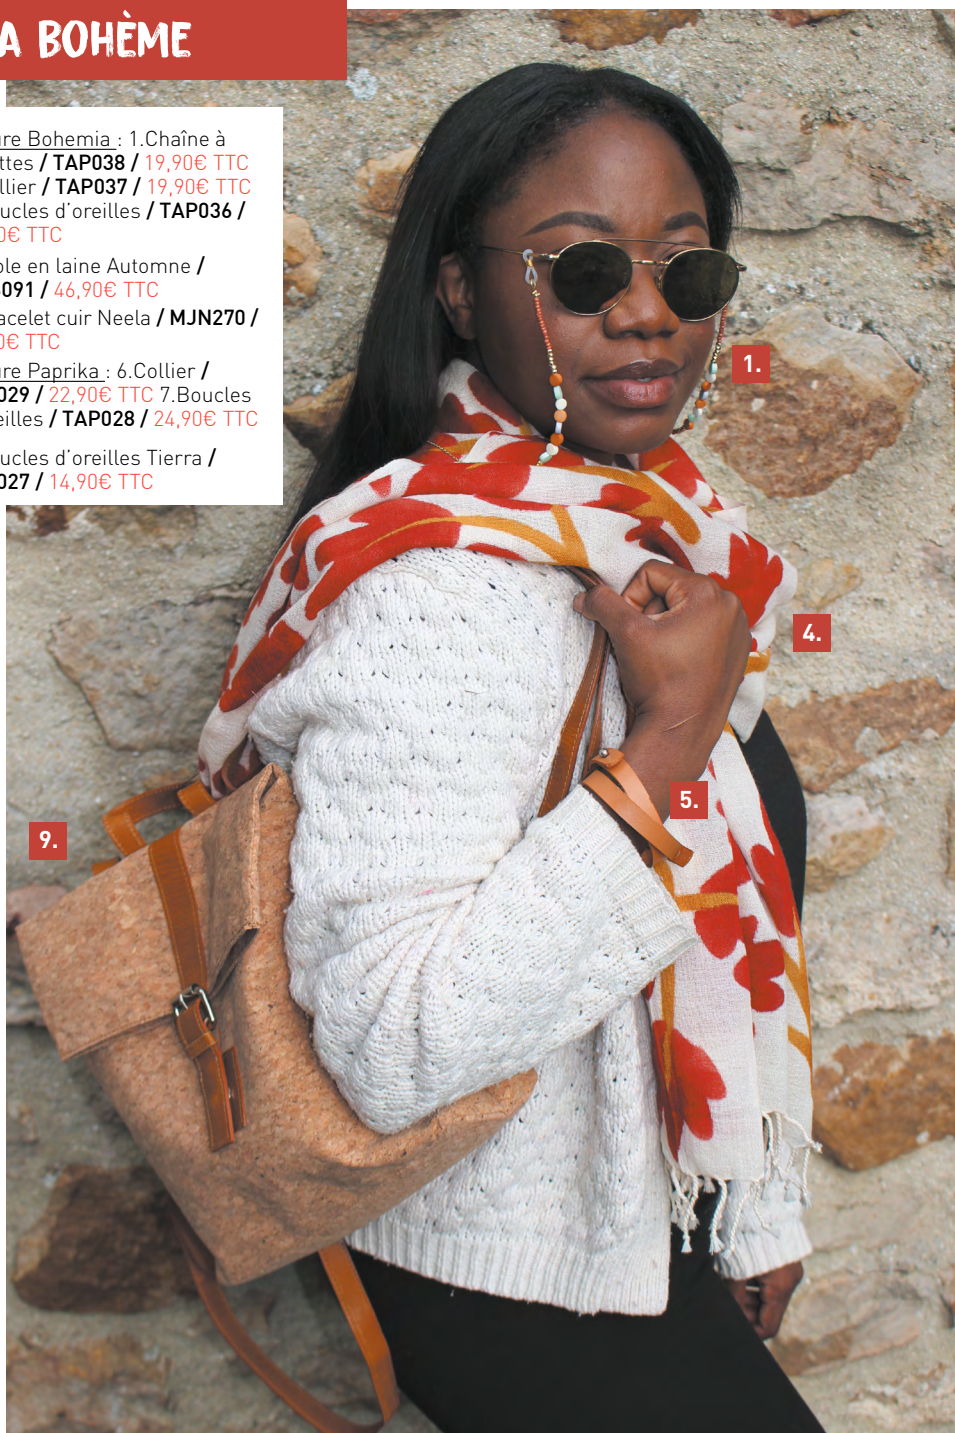 A BOHÈME
re Bohemia : 1.Chaîne à
ttes / TAP038 / 19,90€ TTC
llier / TAP037 / 19,90€ TTC
ucles d'oreilles / TAP036 /
0€ TTC
ole en laine Automne /
091 / 46,90€ TTC
acelet cuir Neela / MJN270 /
0€ TTC
re Paprika : 6.Collier /
029 / 22,90€ TTC 7.Boucles
eilles / TAP028 / 24,90€ TTC
ucles d'oreilles Tierra /
027 / 14,90€ TTC
1.
4.
5.
9.